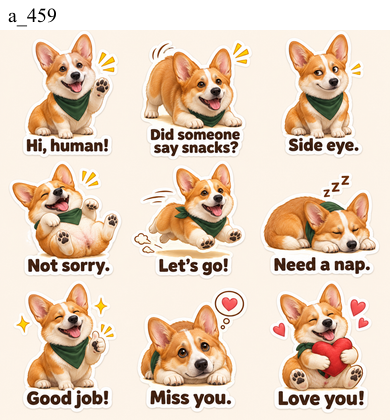 a_459
Hi, human!
Did someone
say snacks?
Side eye.
Not sorry.
Let's go!
z z z
Need a nap.
Good job!
Miss you.
Love you!